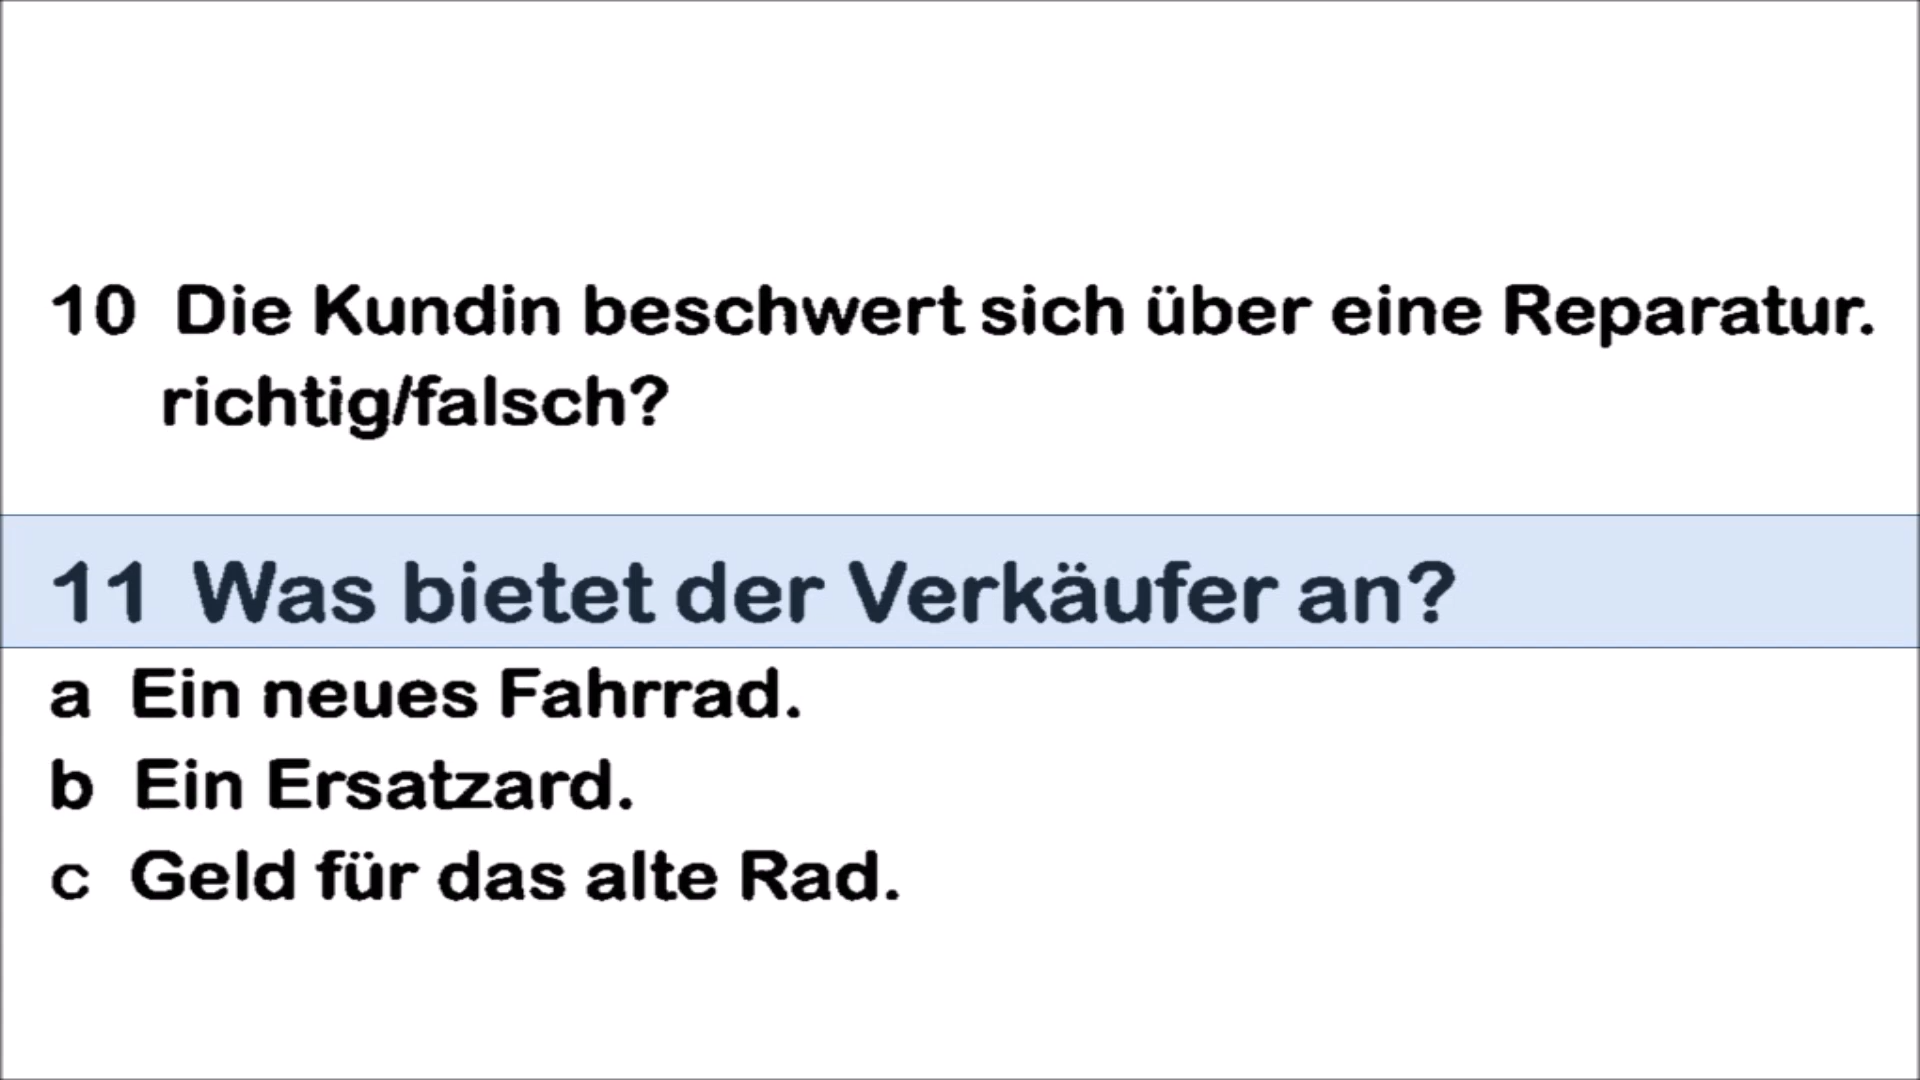 10 Die Kundin beschwert sich über eine Reparatur.
richtig/falsch?
11 Was bietet der Verkäufer an?
a Ein neues Fahrrad.
b Ein Ersatzard.
c Geld für das alte Rad.